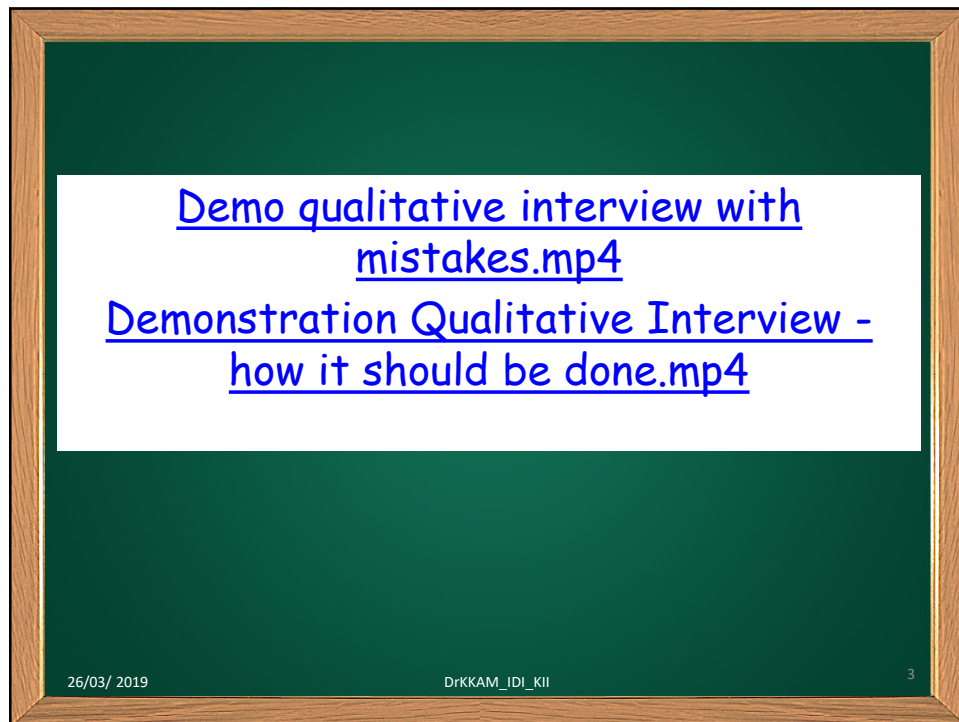 Demo qualitative interview with
mistakes.mp4
Demonstration Qualitative Interview -
how it should be done.mp4
26/03/ 2019
DrKKAM_IDI_KII
3